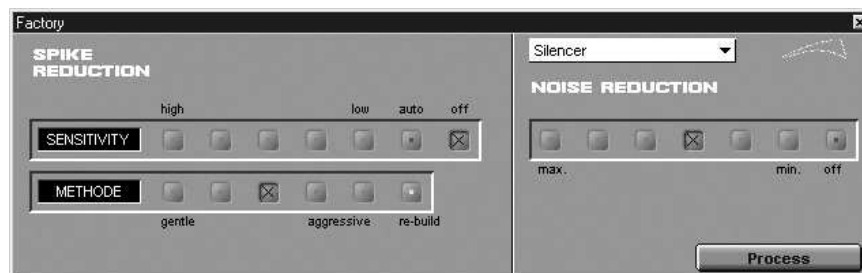 Factory
SPIKE
REDUCTION
high low auto off
SENSITIVITY
METHODE
gentle aggressive re-build
Silencer
NOISE REDUCTION
max. min. off
Process